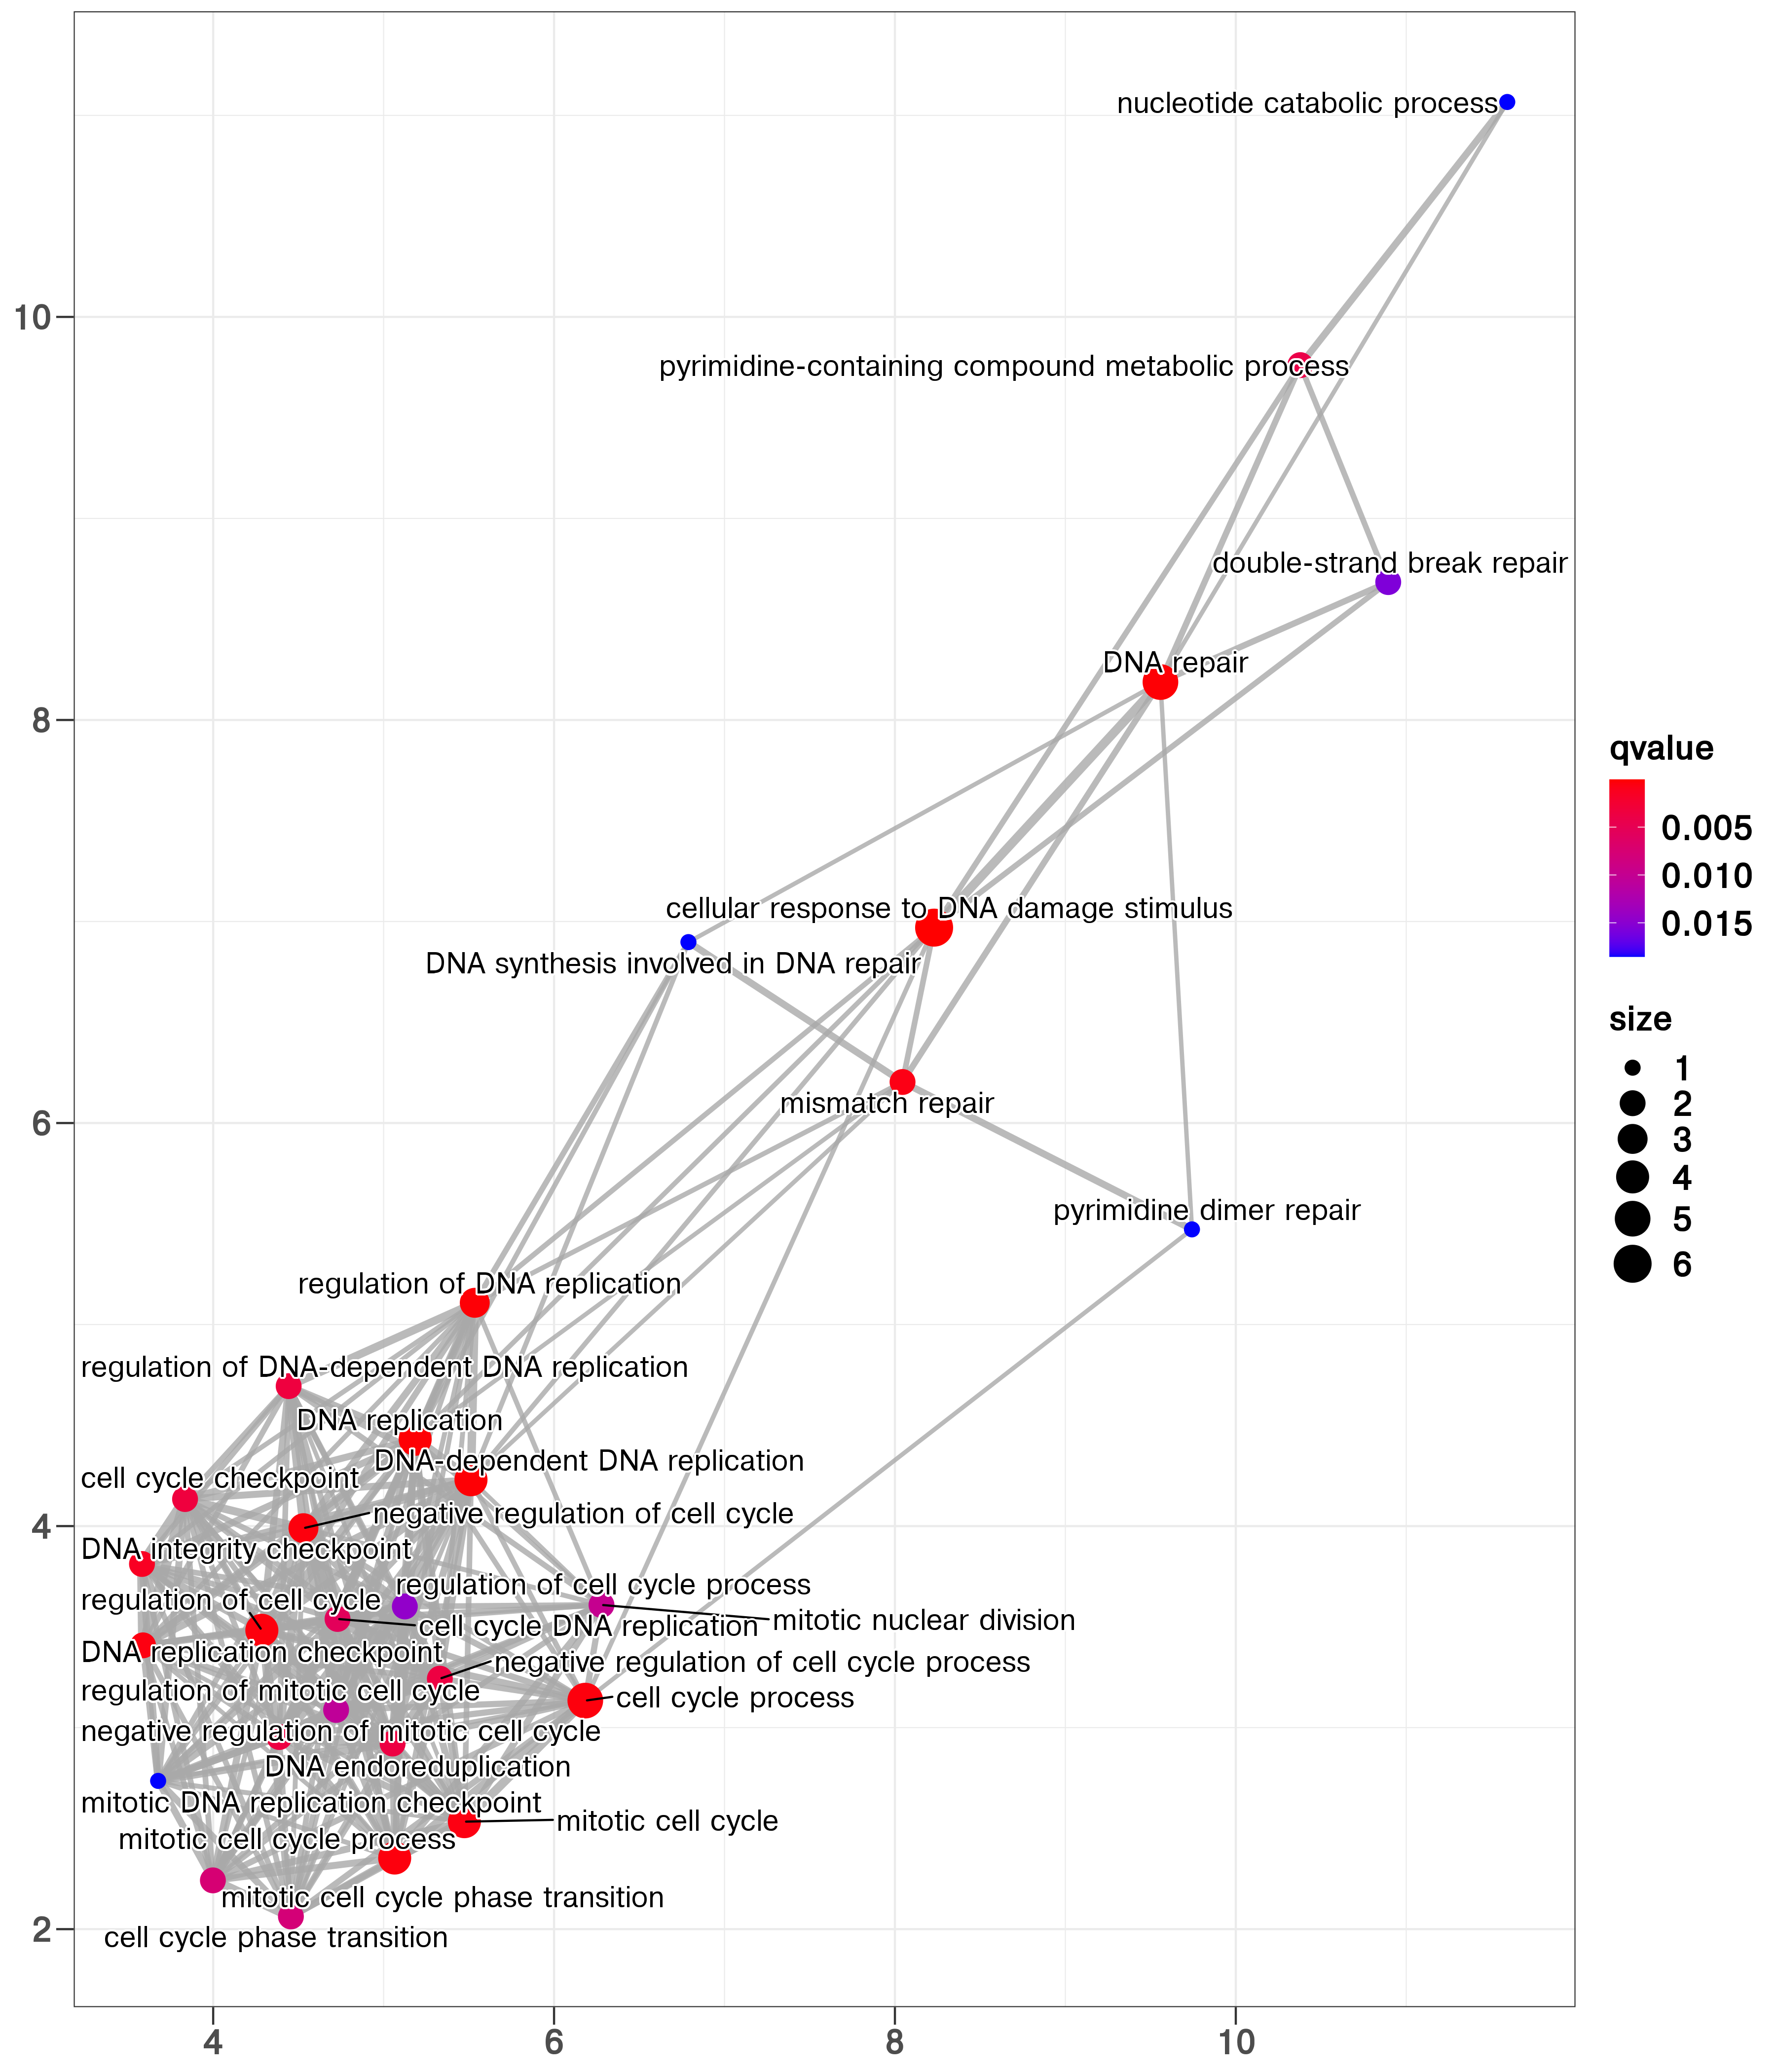 nucleotide catabolic process
10
pyrimidine-containing compound metabolic process
double-strand break repair
DNA repair
8
qvalue
0.005
0.010
0.015
cellular response to DNA damage stimulus
DNA synthesis involved in DNA repair
size
1
2
3
4
5
6
mismatch repair
6
pyrimidine dimer repair
regulation of DNA replication
regulation of DNA-dependent DNA replication
DNA replication
DNA-dependent DNA replication
cell cycle checkpoint
negative regulation of cell cycle
4
DNA integrity checkpoint
regulation of cell cycle process
regulation of cell cycle
mitotic nuclear division
cell cycle DNA replication
DNA replication checkpoint
negative regulation of cell cycle process
regulation of mitotic cell cycle
cell cycle process
negative regulation of mitotic cell cycle
DNA endoreduplication
mitotic DNA replication checkpoint
mitotic cell cycle
mitotic cell cycle process
mitotic cell cycle phase transition
2
cell cycle phase transition
4
6
8
10